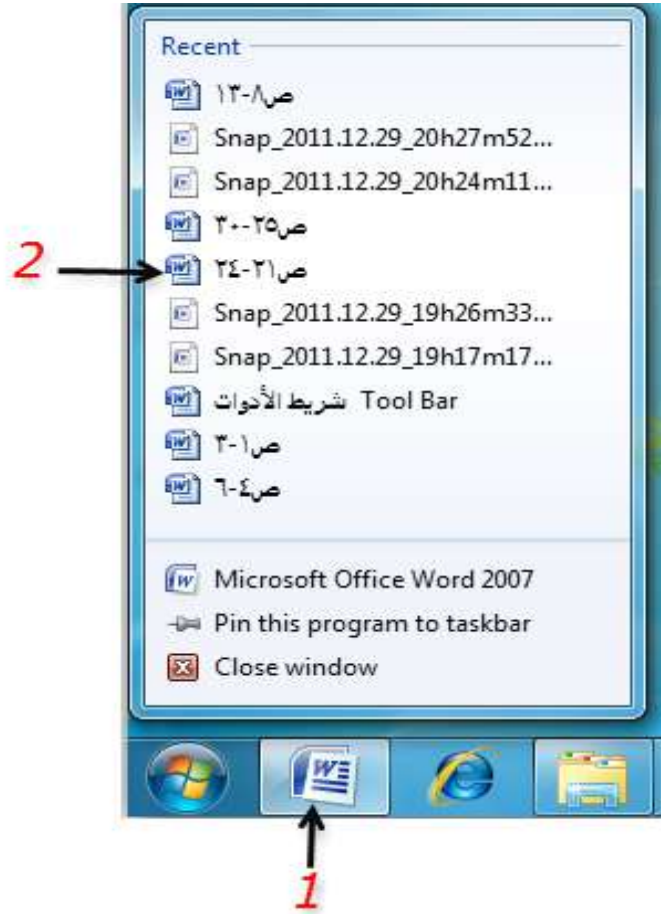 Recent
ص٨-١٣
Snap_2011.12.29_20h27m52...
Snap_2011.12.29_20h24m11...
ص٢٥-٣٠
2
ص٢١-٢٤
Snap_2011.12.29_19h26m33...
Snap_2011.12.29_19h17m17...
شريط الأدوات Tool Bar
ص١-٣
ص٤-٦
Microsoft Office Word 2007
Pin this program to taskbar
Close window
1